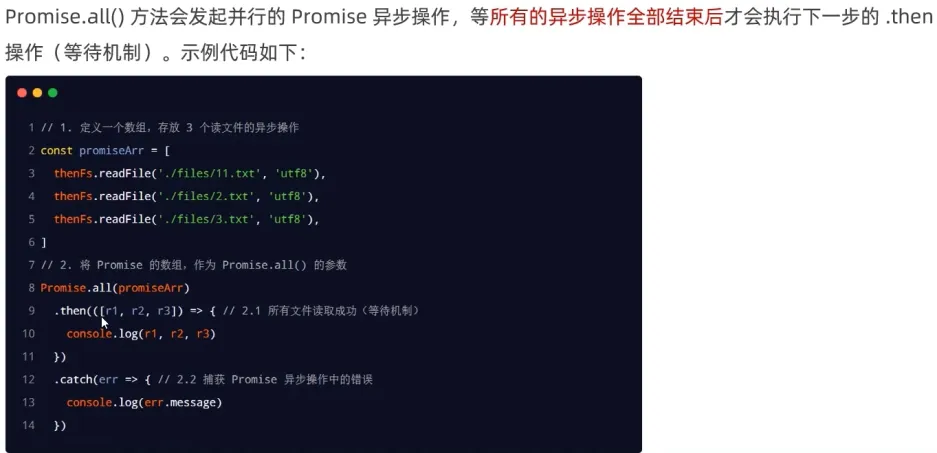 Promise.all() 方法会发起并行的 Promise 异步操作，等所有的异步操作全部结束后才会执行下一步的 .then
操作（等待机制）。示例代码如下：
1 // 1. 定义一个数组，存放 3 个读文件的异步操作
2 const promiseArr = [
3   thenFs.readFile('./files/11.txt', 'utf8'),
4   thenFs.readFile('./files/2.txt', 'utf8'),
5   thenFs.readFile('./files/3.txt', 'utf8'),
6 ]
7 // 2. 将 Promise 的数组，作为 Promise.all() 的参数
8 Promise.all(promiseArr)
9   .then(([r1, r2, r3]) => { // 2.1 所有文件读取成功（等待机制）
10     console.log(r1, r2, r3)
11   })
12   .catch(err => { // 2.2 捕获 Promise 异步操作中的错误
13     console.log(err.message)
14   })